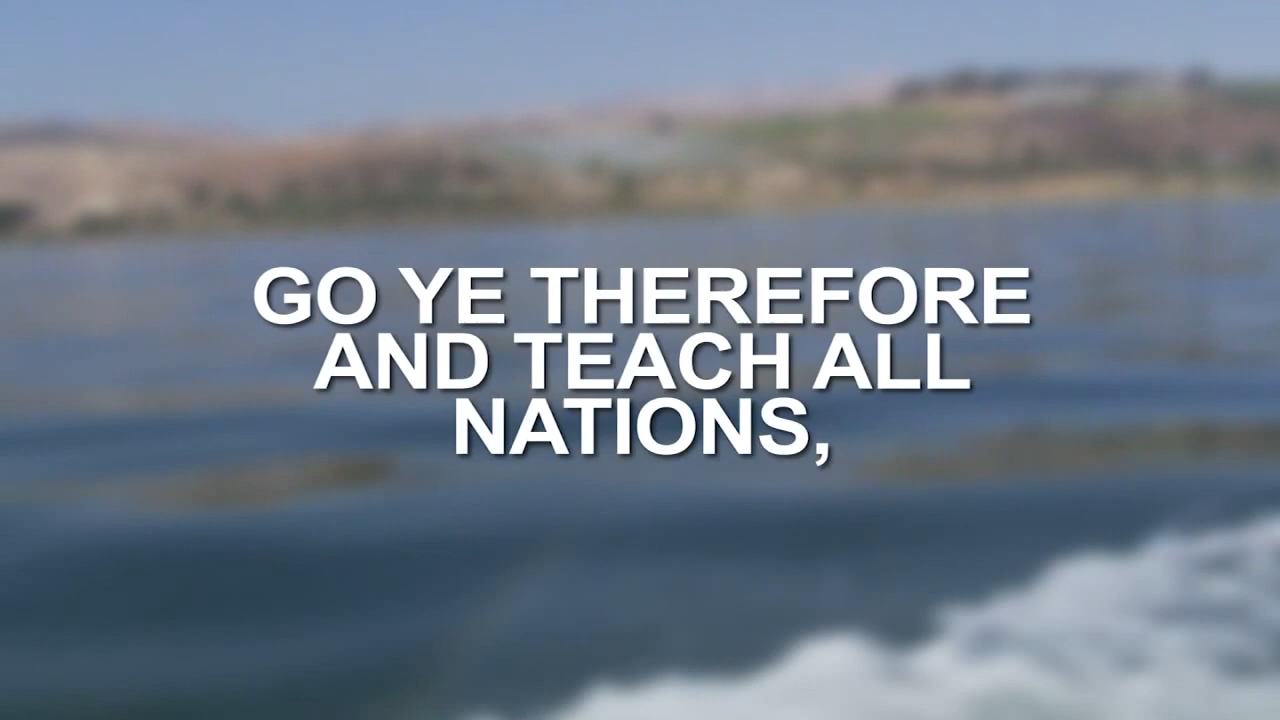 GO YE THEREFORE
AND TEACH ALL
NATIONS,